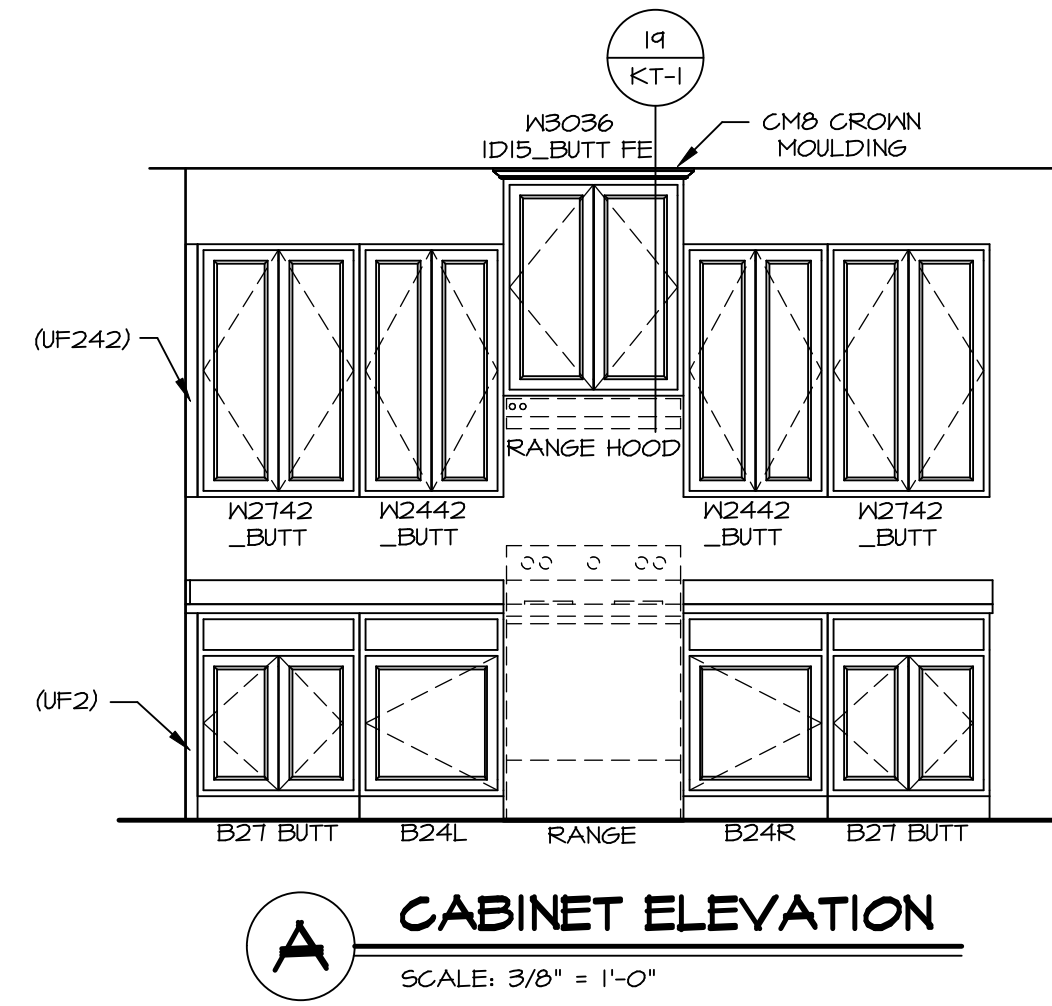 19
KT-1
W3036
1D15_BUTT FE
CM8 CROWN
MOULDING
(UF242)
RANGE HOOD
W2742
_BUTT
W2442
_BUTT
W2442
_BUTT
W2742
_BUTT
(UF2)
B27 BUTT
B24L
RANGE
B24R
B27 BUTT
A
CABINET ELEVATION
SCALE: 3/8" = 1'-0"